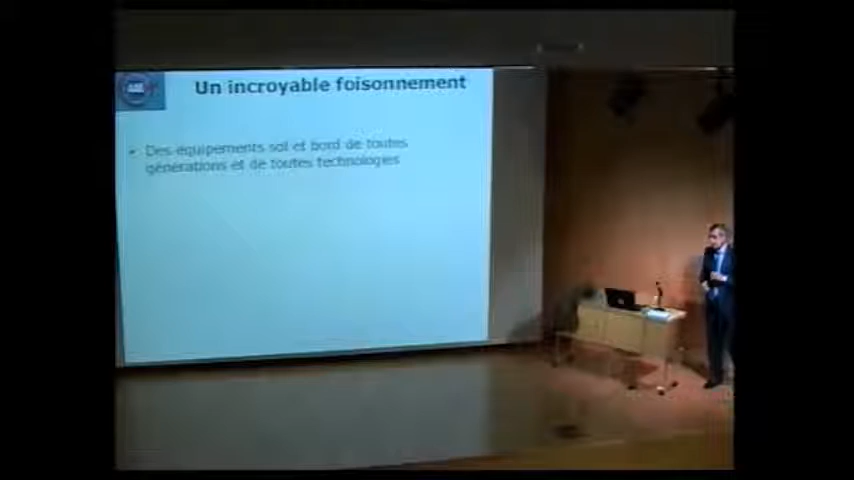 Un incroyable foisonnement
• Des équipements sol et bord de toutes
générations et de toutes technologies